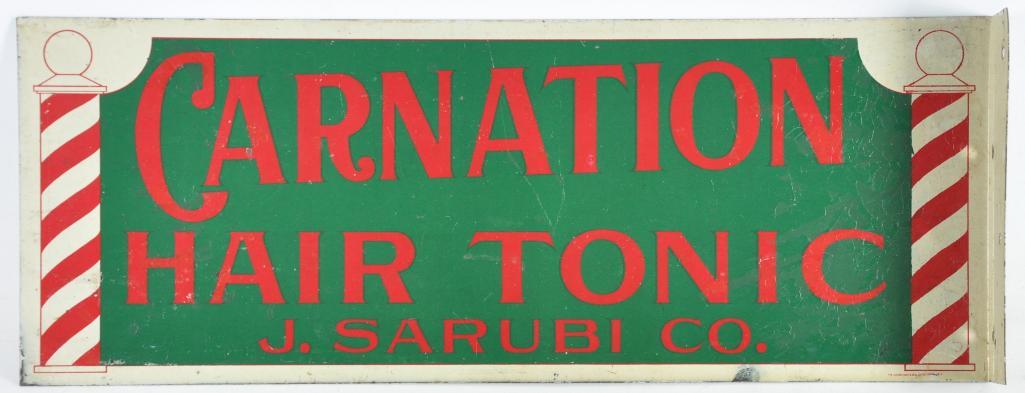 CARNATION
HAIR TONIC
J. SARUBI CO.